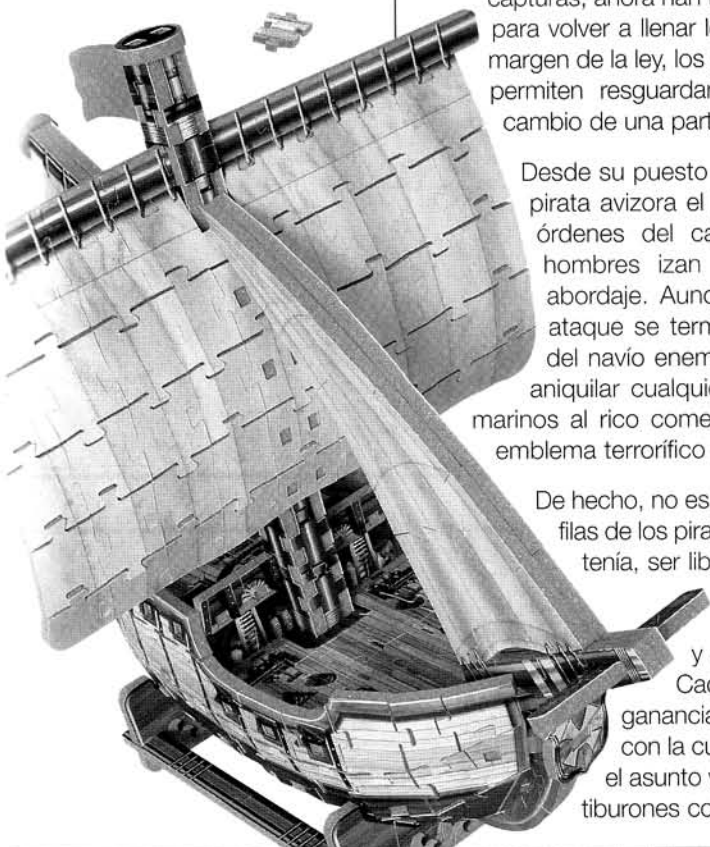 capturas, ahora han
para volver a llenar
margen de la ley, los
permiten resguardar
cambio de una part
Desde su puesto
pirata avizora el
órdenes del ca
hombres izan
abordaje. Aunq
ataque se term
del navío enem
aniquilar cualquie
marinos al rico come
emblema terrorífico
De hecho, no es
filas de los pira
tenía, ser lib
y
Cad
ganancia
con la cu
el asunto
tiburones co